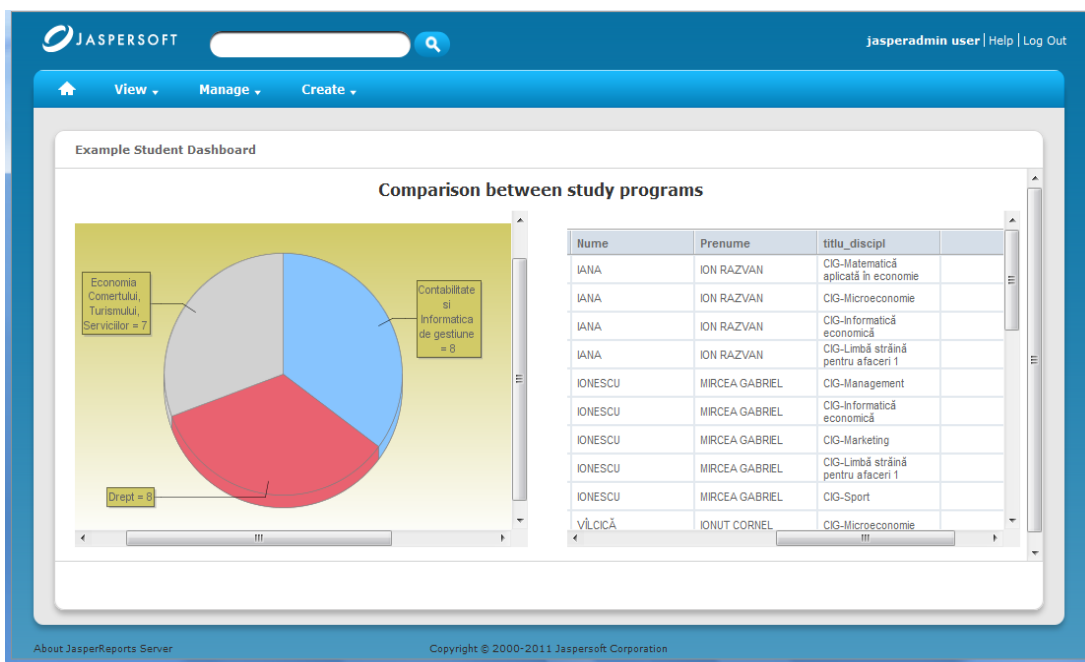 JASPERSOFT
jasperadmin user | Help | Log Out
View Manage Create
Example Student Dashboard
Comparison between study programs
Economia
Comertului,
Turismului,
Serviciilor = 7
Contabilitate
si
Informatica
de gestiune
= 8
Drept = 8
Nume Prenume titlu_discipl
IANA ION RAZVAN CIG-Matematică
aplicată în economie
IANA ION RAZVAN CIG-Microeconomie
IANA ION RAZVAN CIG-Informatică
economică
IANA ION RAZVAN CIG-Limbă străină
pentru afaceri 1
IONESCU MIRCEA GABRIEL CIG-Management
IONESCU MIRCEA GABRIEL CIG-Informatică
economică
IONESCU MIRCEA GABRIEL CIG-Marketing
IONESCU MIRCEA GABRIEL CIG-Limbă străină
pentru afaceri 1
IONESCU MIRCEA GABRIEL CIG-Sport
VÎLCICĂ IONUT CORNEL CIG-Microeconomie
About JasperReports Server Copyright © 2000-2011 Jaspersoft Corporation